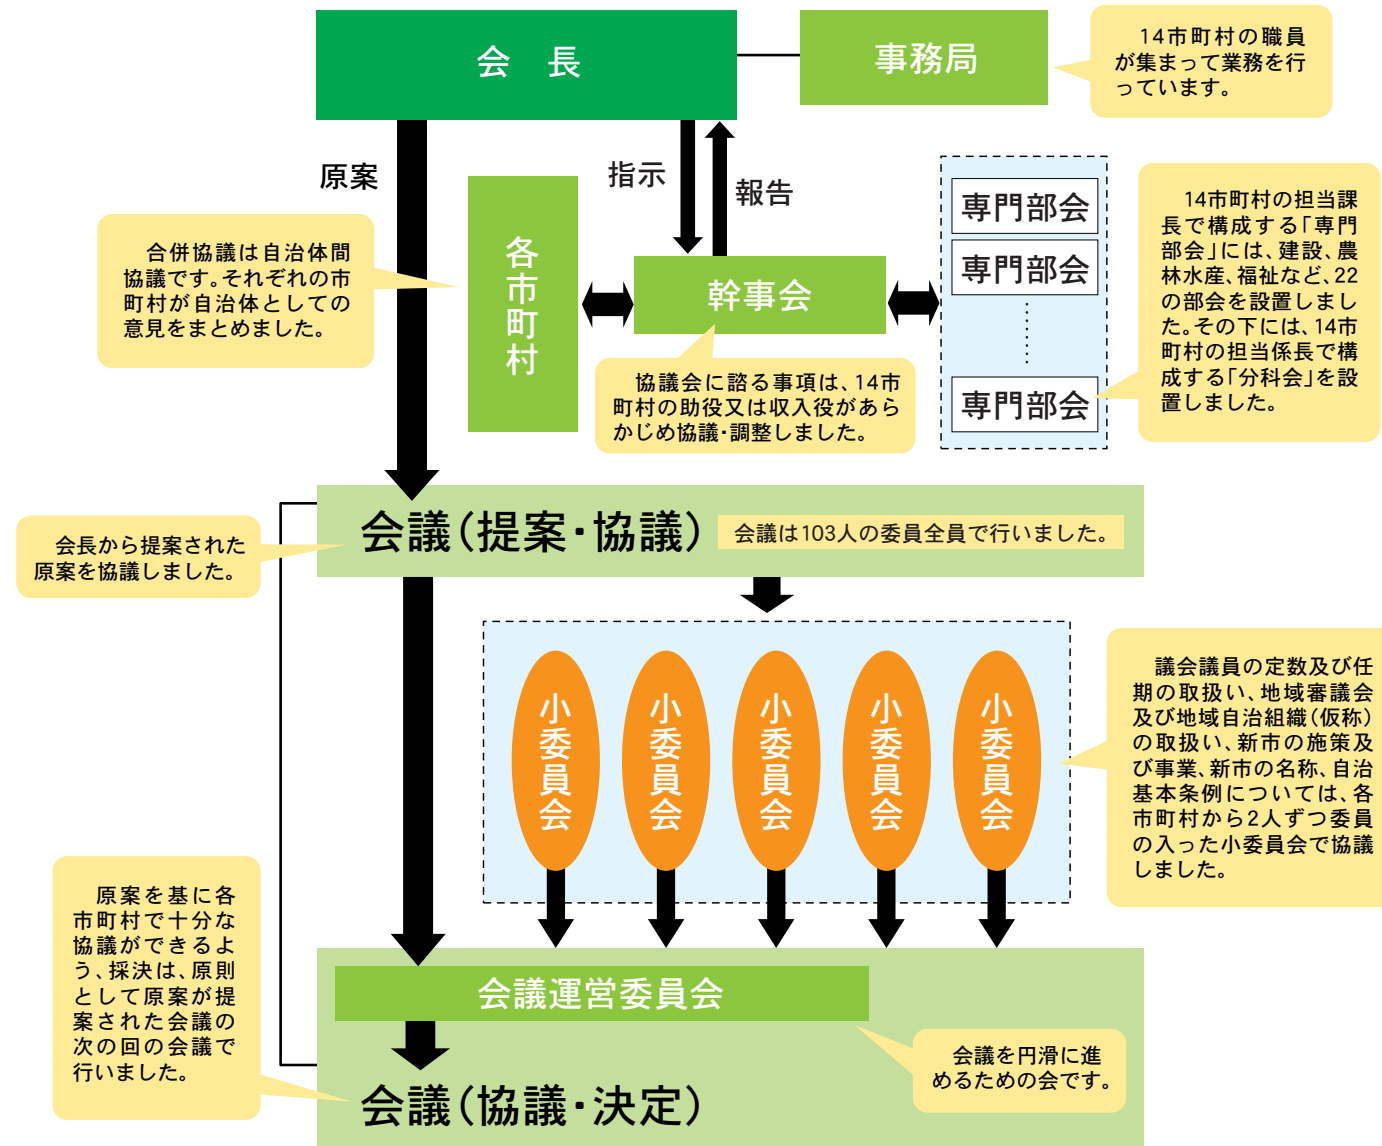 会　長
事務局
14市町村の職員
が集まって業務を行
っています。
原案
指示
報告
各市町村
合併協議は自治体間
協議です。それぞれの市
町村が自治体としての
意見をまとめました。
幹事会
協議会に諮る事項は、14市
町村の助役又は収入役があら
かじめ協議・調整しました。
専門部会
専門部会
専門部会
14市町村の担当課
長で構成する「専門
部会」には、建設、農
林水産、福祉など、22
の部会を設置しまし
た。その下には、14市
町村の担当係長で構
成する「分科会」を設
置しました。
会議（提案・協議）
会議は103人の委員全員で行いました。
会長から提案された
原案を協議しました。
小委員会
小委員会
小委員会
小委員会
小委員会
議会議員の定数及び任
期の取扱い、地域審議会
及び地域自治組織（仮称）
の取扱い、新市の施策及
び事業、新市の名称、自治
基本条例については、各
市町村から2人ずつ委員
の入った小委員会で協議
しました。
原案を基に各
市町村で十分な
協議ができるよ
う、採決は、原則
として原案が提
案された会議の
次の回の会議で
行いました。
会議運営委員会
会議を円滑に進
めるための会です。
会議（協議・決定）